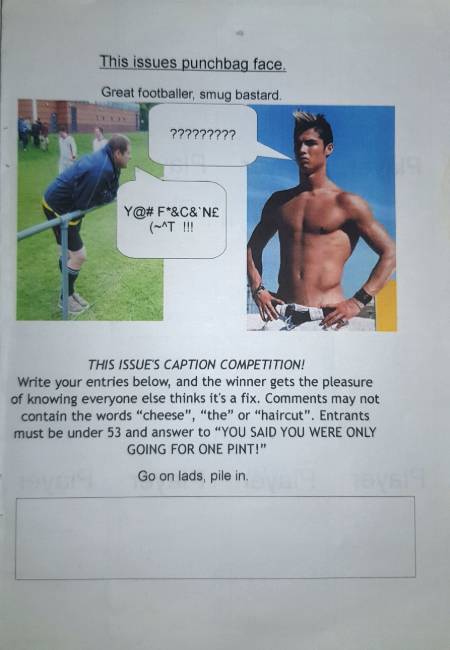 This issues punchbag face.
Great footballer, smug bastard.
?????????
Y@# F*&C&`N£
(~^T !!!
THIS ISSUE'S CAPTION COMPETITION!
Write your entries below, and the winner gets the pleasure
of knowing everyone else thinks it's a fix. Comments may not
contain the words “cheese”, “the” or “haircut”. Entrants
must be under 53 and answer to “YOU SAID YOU WERE ONLY
GOING FOR ONE PINT!”
Go on lads, pile in.